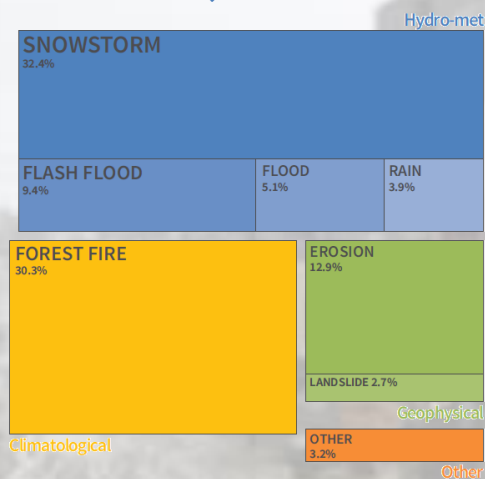 Hydro-met
SNOWSTORM
32.4%
FLASH FLOOD
9.4%
FLOOD
5.1%
RAIN
3.9%
FOREST FIRE
30.3%
EROSION
12.9%
LANDSLIDE 2.7%
Geophysical
Climatological
OTHER
3.2%
Other